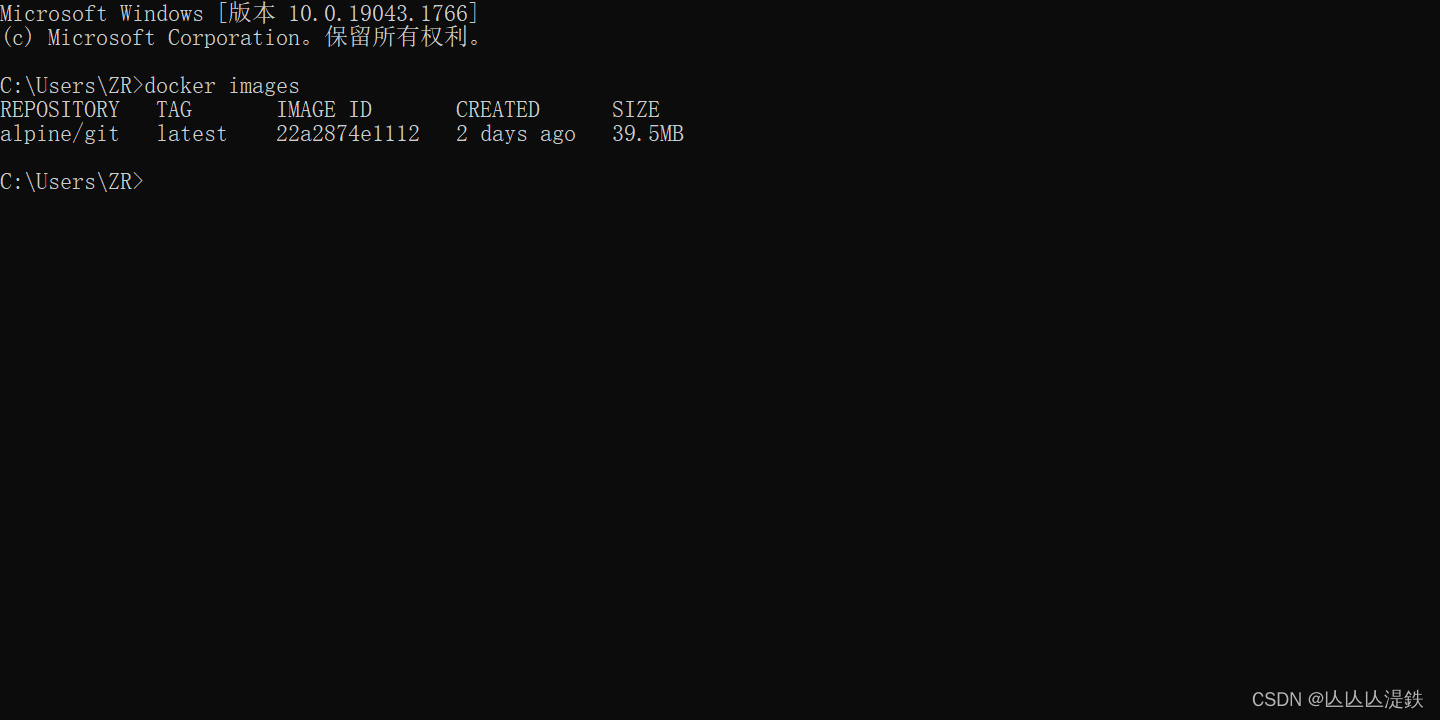 Microsoft Windows [版本 10.0.19043.1766]
(c) Microsoft Corporation。保留所有权利。
C:\Users\ZR>docker images
REPOSITORY TAG IMAGE ID CREATED SIZE
alpine/git latest 22a2874e1112 2 days ago 39.5MB
C:\Users\ZR>
CSDN @亾亾亾湜鉄